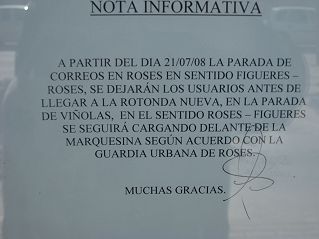 NOTA INFORMATIVA
A PARTIR DEL DIA 21/07/08 LA PARADA DE
CORREOS EN ROSES EN SENTIDO FIGUERES –
ROSES, SE DEJARÁN LOS USUARIOS ANTES DE
LLEGAR A LA ROTONDA NUEVA, EN LA PARADA
DE VIÑOLAS, EN EL SENTIDO ROSES – FIGUERES
SE SEGUIRÁ CARGANDO DELANTE DE LA
MARQUESINA SEGÚN ACUERDO CON LA
GUARDIA URBANA DE ROSES.
MUCHAS GRACIAS.